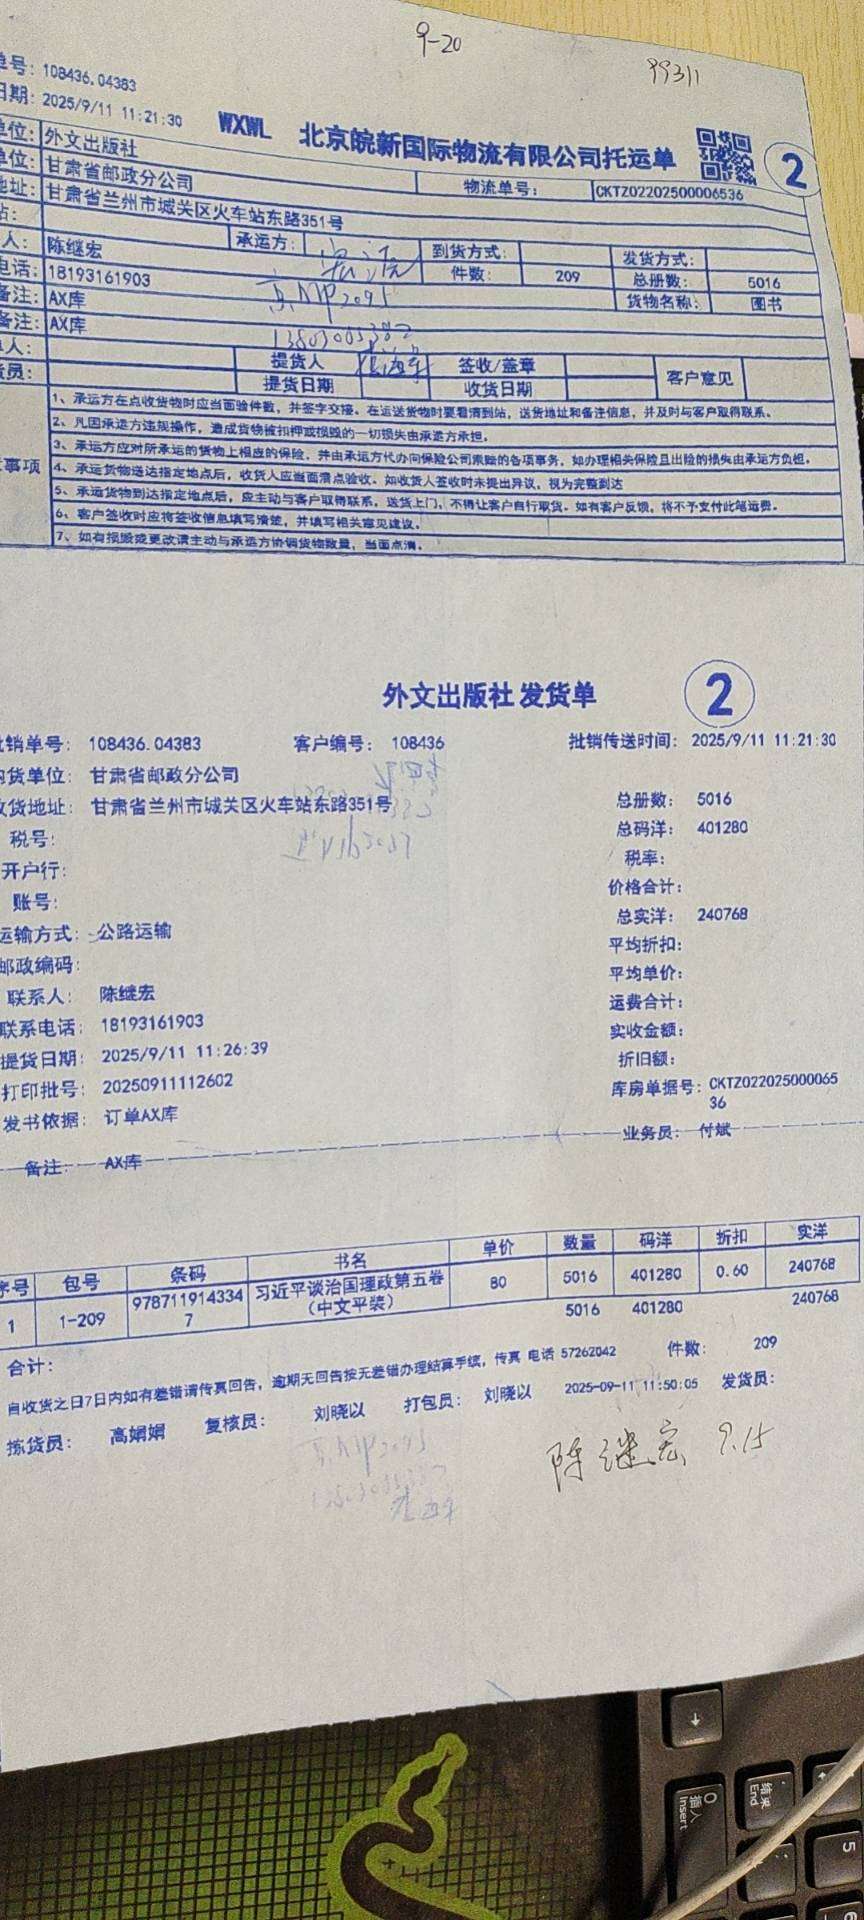 9-20
99311
单号: 108436.04383
日期: 2025/9/11 11:21:30
WXWL 北京皖新国际物流有限公司托运单 2
单位: 外文出版社
单位: 甘肃省邮政分公司 物流单号: CKTZ02202500006536
地址: 甘肃省兰州市城关区火车站东路351号
站:
人: 陈继宏 承运方: 到货方式: 发货方式:
电话: 18193161903 件数: 209 总册数: 5016
备注: AX库 货物名称: 图书
备注: AX库
人: 提货人 签收/盖章 客户意见
员: 提货日期 收货日期
事项
1、承运方在点收货物时应当面验件数，并签字交接。在运送货物时要看清到站，送货地址和备注信息，并及时与客户取得联系。
2、凡因承运方违规操作，造成货物被扣押或损毁的一切损失由承运方承担。
3、承运方应对所承运的货物上相应的保险，并由承运方代办向保险公司索赔的各项事务，如办理相关保险且出险的损失由承运方负担。
4、承运货物送达指定地点后，收货人应当面清点验收。如收货人签收时未提出异议，视为完整到达
5、承运货物到达指定地点后，应主动与客户取得联系，送货上门，不得让客户自行取货。如有客户反馈，将不予支付此笔运费。
6、客户签收时应将签收信息填写清楚，并填写相关意见建议。
7、如有损毁或更改请主动与承运方协调货物数量，当面点清。
外文出版社发货单 2
批销单号: 108436.04383 客户编号: 108436 批销传送时间: 2025/9/11 11:21:30
购货单位: 甘肃省邮政分公司
收货地址: 甘肃省兰州市城关区火车站东路351号 总册数: 5016
税号: 总码洋: 401280
开户行: 税率:
账号: 价格合计:
运输方式: 公路运输 总实洋: 240768
邮政编码: 平均折扣:
联系人: 陈继宏 平均单价:
联系电话: 18193161903 运费合计:
提货日期: 2025/9/11 11:26:39 实收金额:
打印批号: 20250911112602 折旧额:
发书依据: 订单AX库 库房单据号: CKTZ022025000065
36
备注: AX库 业务员: 付斌
序号 包号 条码 书名 单价 数量 码洋 折扣 实洋
1 1-209 9787119143347 习近平谈治国理政第五卷（中文平装） 80 5016 401280 0.60 240768
合计: 5016 401280 240768
自收货之日7日内如有差错请传真回告，逾期无回告按无差错办理结算手续，传真 电话 57262042 件数: 209
拣货员: 高娟娟 复核员: 刘晓以 打包员: 刘晓以 2025-09-11 11:50:05 发货员:
陈继宏 9.15
↓
结束
End
0
插入
Insert
5